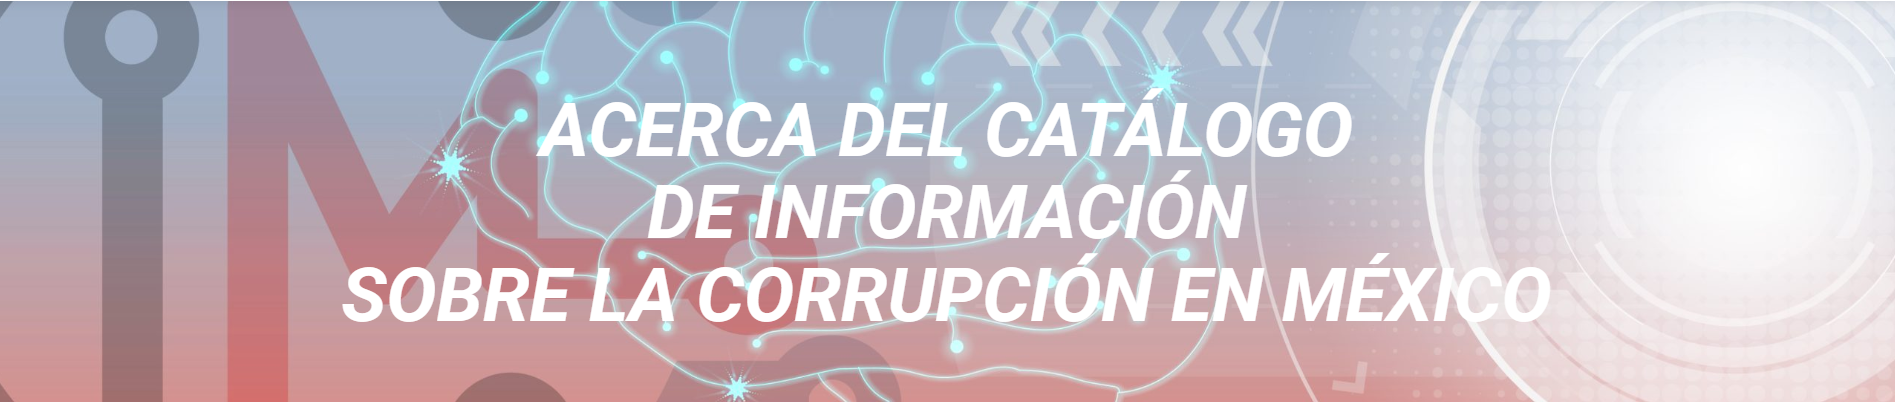 ACERCA DEL CATÁLOGO
DE INFORMACIÓN
SOBRE LA CORRUPCIÓN EN MÉXICO